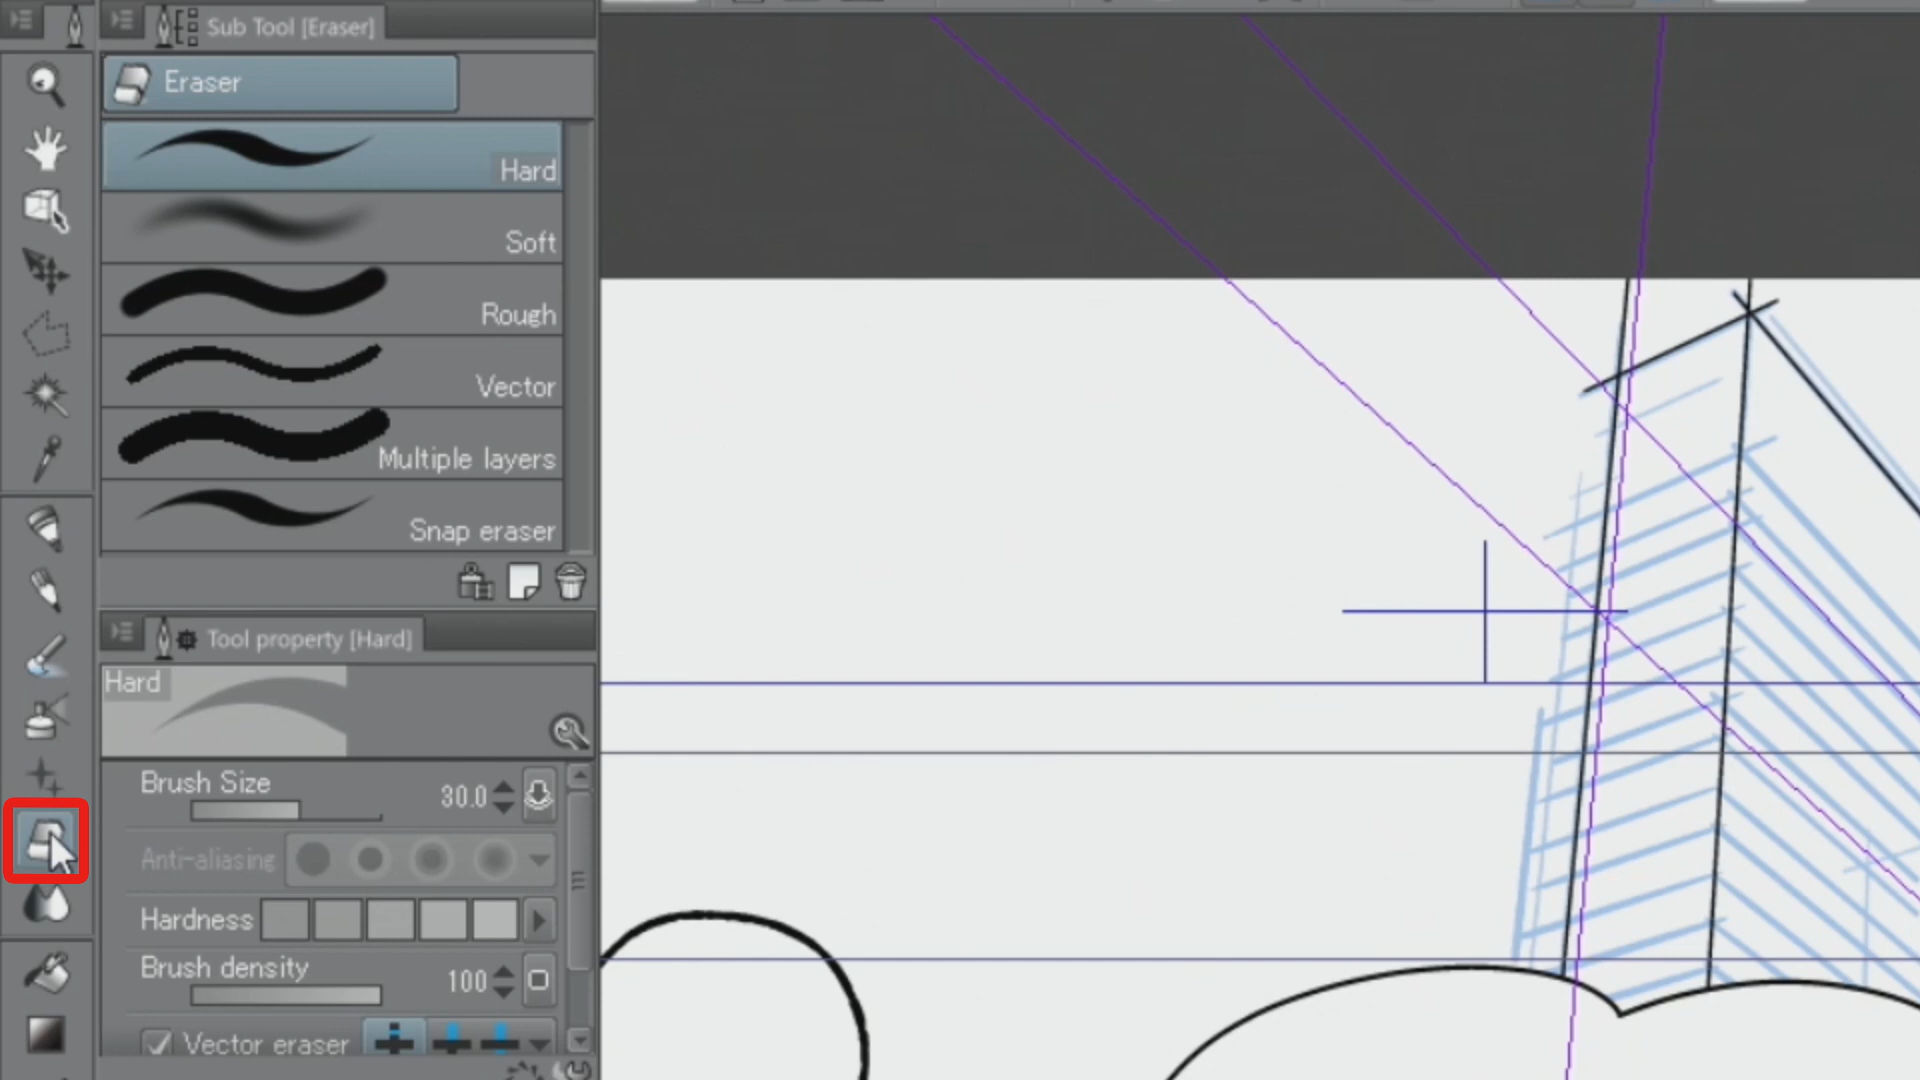 Sub Tool [Eraser]
Eraser
Hard
Soft
Rough
Vector
Multiple layers
Snap eraser
Tool property [Hard]
Hard
Brush Size 30.0
Anti-aliasing
Hardness
Brush density 100
Vector eraser